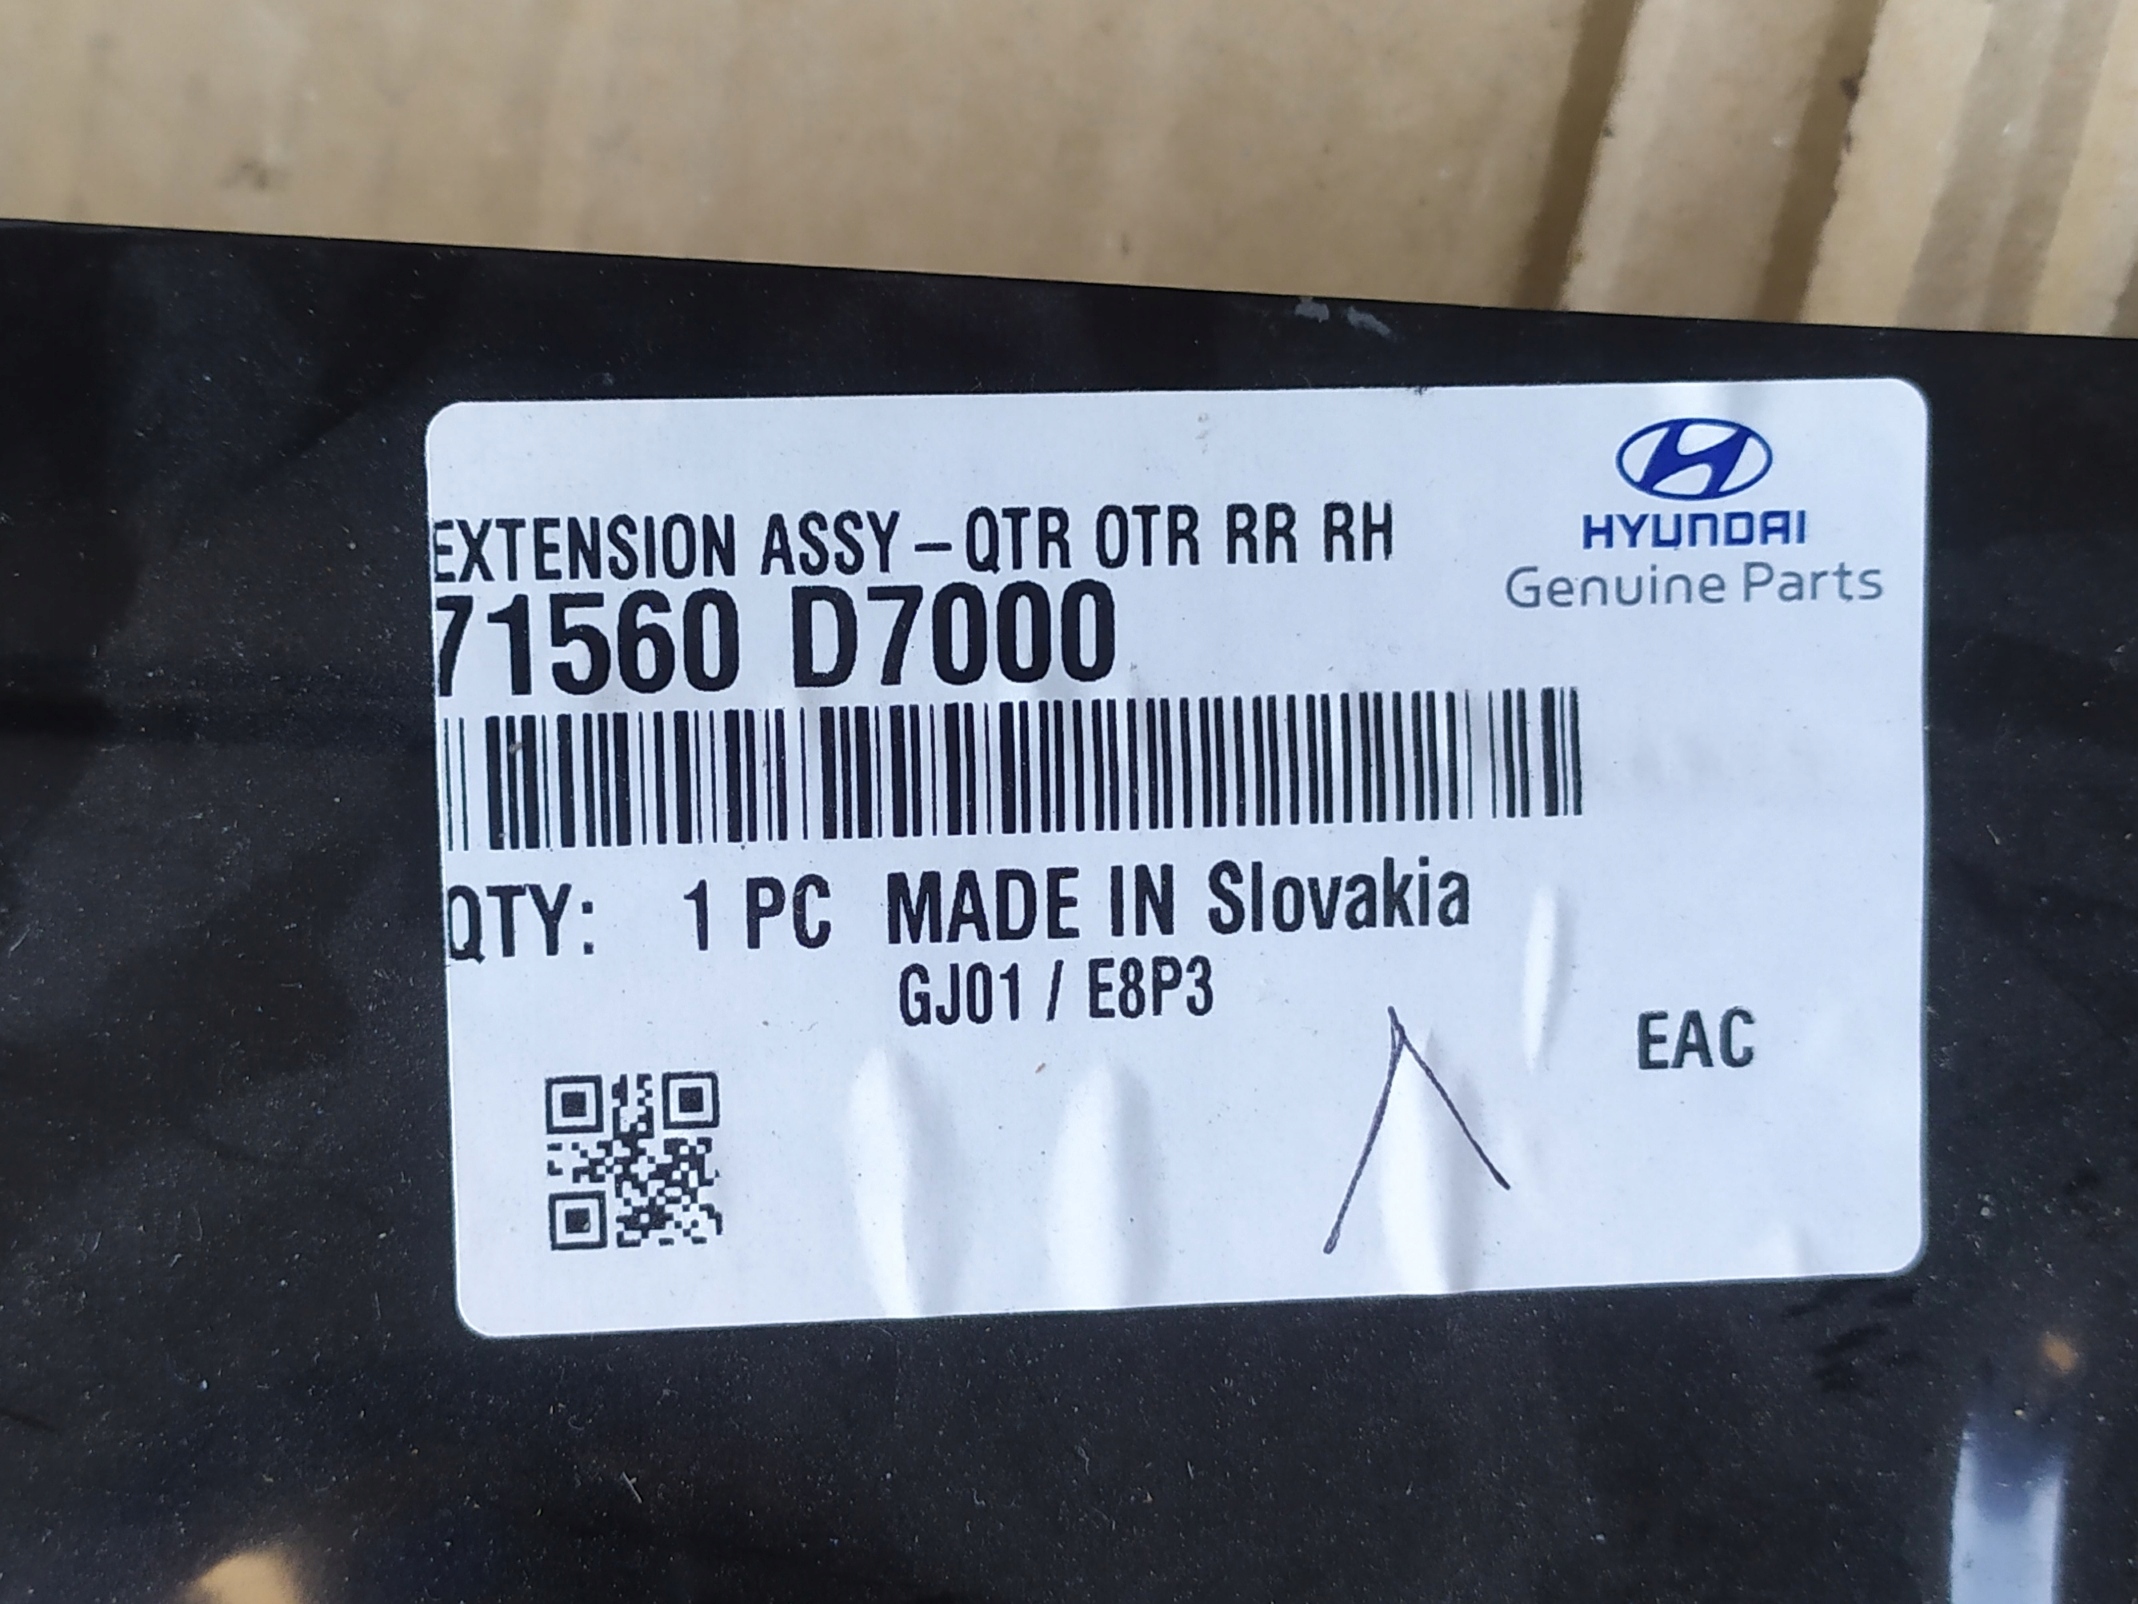 EXTENSION ASSY-QTR OTR RR RH
HYUNDAI
Genuine Parts
71560 D7000
QTY: 1 PC MADE IN Slovakia
GJ01 / E8P3
EAC